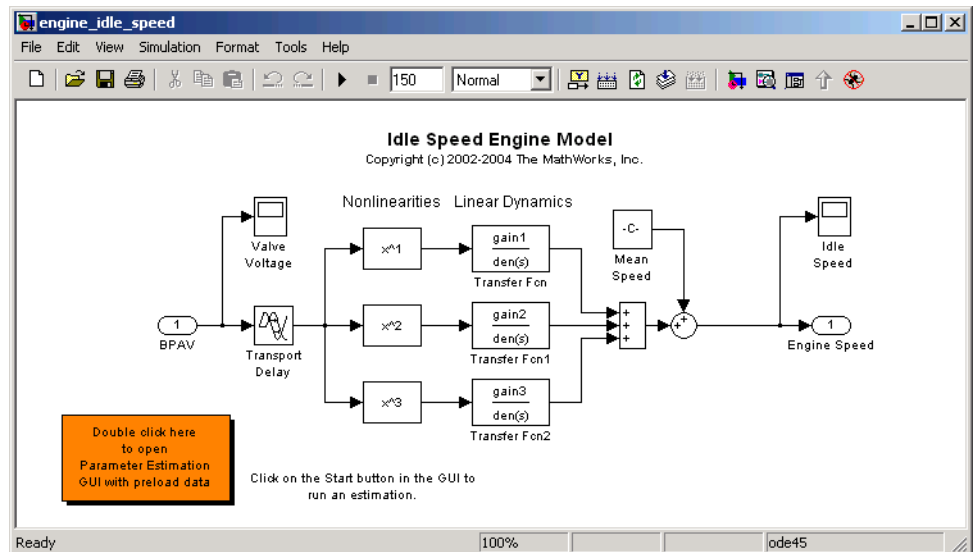 engine_idle_speed
File Edit View Simulation Format Tools Help
150 Normal
Idle Speed Engine Model
Copyright (c) 2002-2004 The MathWorks, Inc.
Nonlinearities Linear Dynamics
Valve
Voltage
x^1
gain1
den(s)
Transfer Fcn
-C-
Mean
Speed
Idle
Speed
1
BPAV
Transport
Delay
x^2
gain2
den(s)
Transfer Fcn1
+
+
+
++
1
Engine Speed
x^3
gain3
den(s)
Transfer Fcn2
Double click here
to open
Parameter Estimation
GUI with preload data
Click on the Start button in the GUI to
run an estimation.
Ready 100% ode45